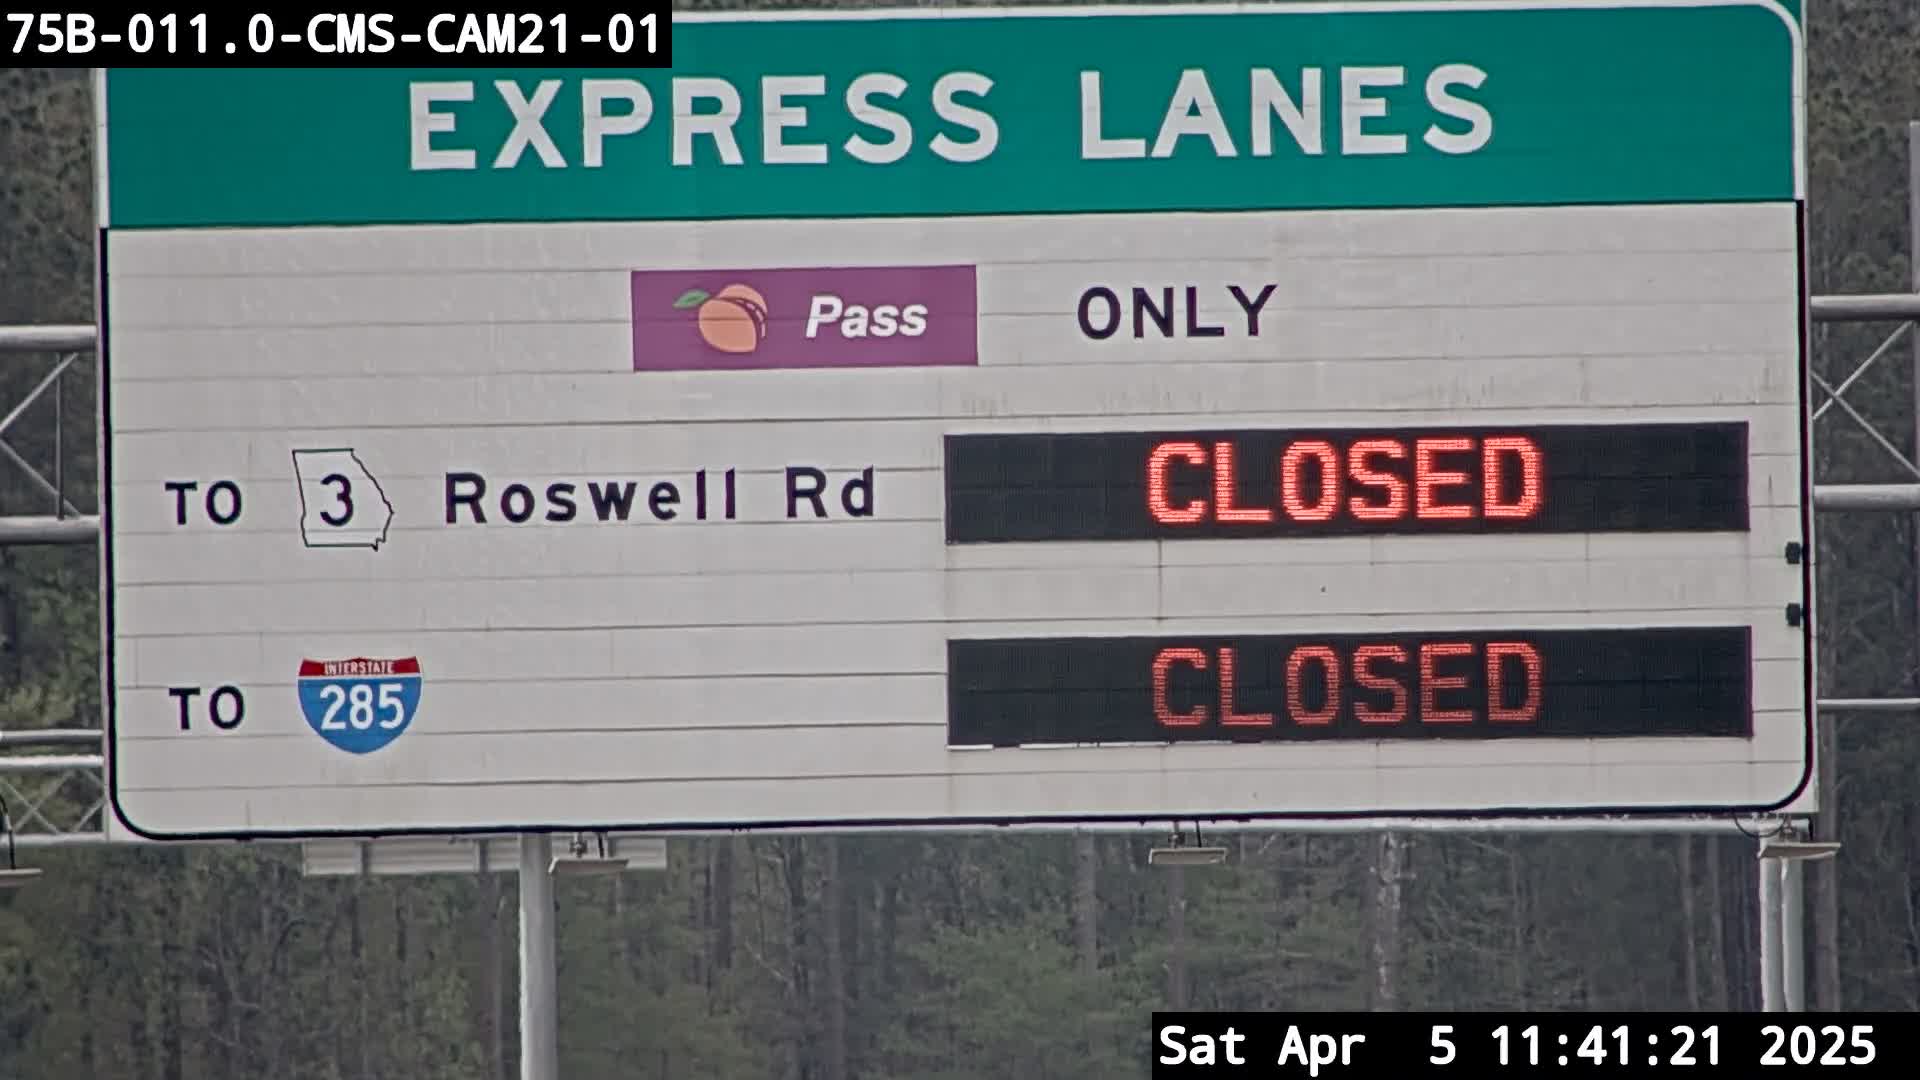 75B-011.0-CMS-CAM21-01
EXPRESS LANES
Pass ONLY
TO 3 Roswell Rd CLOSED
INTERSTATE
TO 285 CLOSED
Sat Apr 5 11:41:21 2025